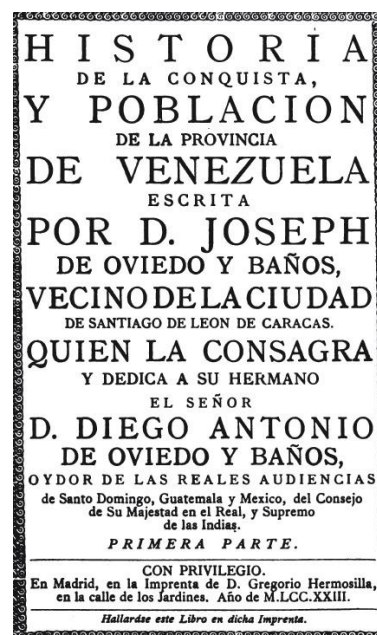 HISTORIA
DE LA CONQUISTA,
Y POBLACION
DE LA PROVINCIA
DE VENEZUELA
ESCRITA
POR D. JOSEPH
DE OVIEDO Y BAÑOS,
VECINO DE LA CIUDAD
DE SANTIAGO DE LEON DE CARACAS.
QUIEN LA CONSAGRA
Y DEDICA A SU HERMANO
EL SEÑOR
D. DIEGO ANTONIO
DE OVIEDO Y BAÑOS,
OYDOR DE LAS REALES AUDIENCIAS
de Santo Domingo, Guatemala y Mexico, del Consejo
de Su Majestad en el Real, y Supremo
de las Indias.
PRIMERA PARTE.
CON PRIVILEGIO.
En Madrid, en la Imprenta de D. Gregorio Hermosilla,
en la calle de los Jardines. Año de M.LCC.XXIII.
Hallaráse este Libro en dicha Imprenta.